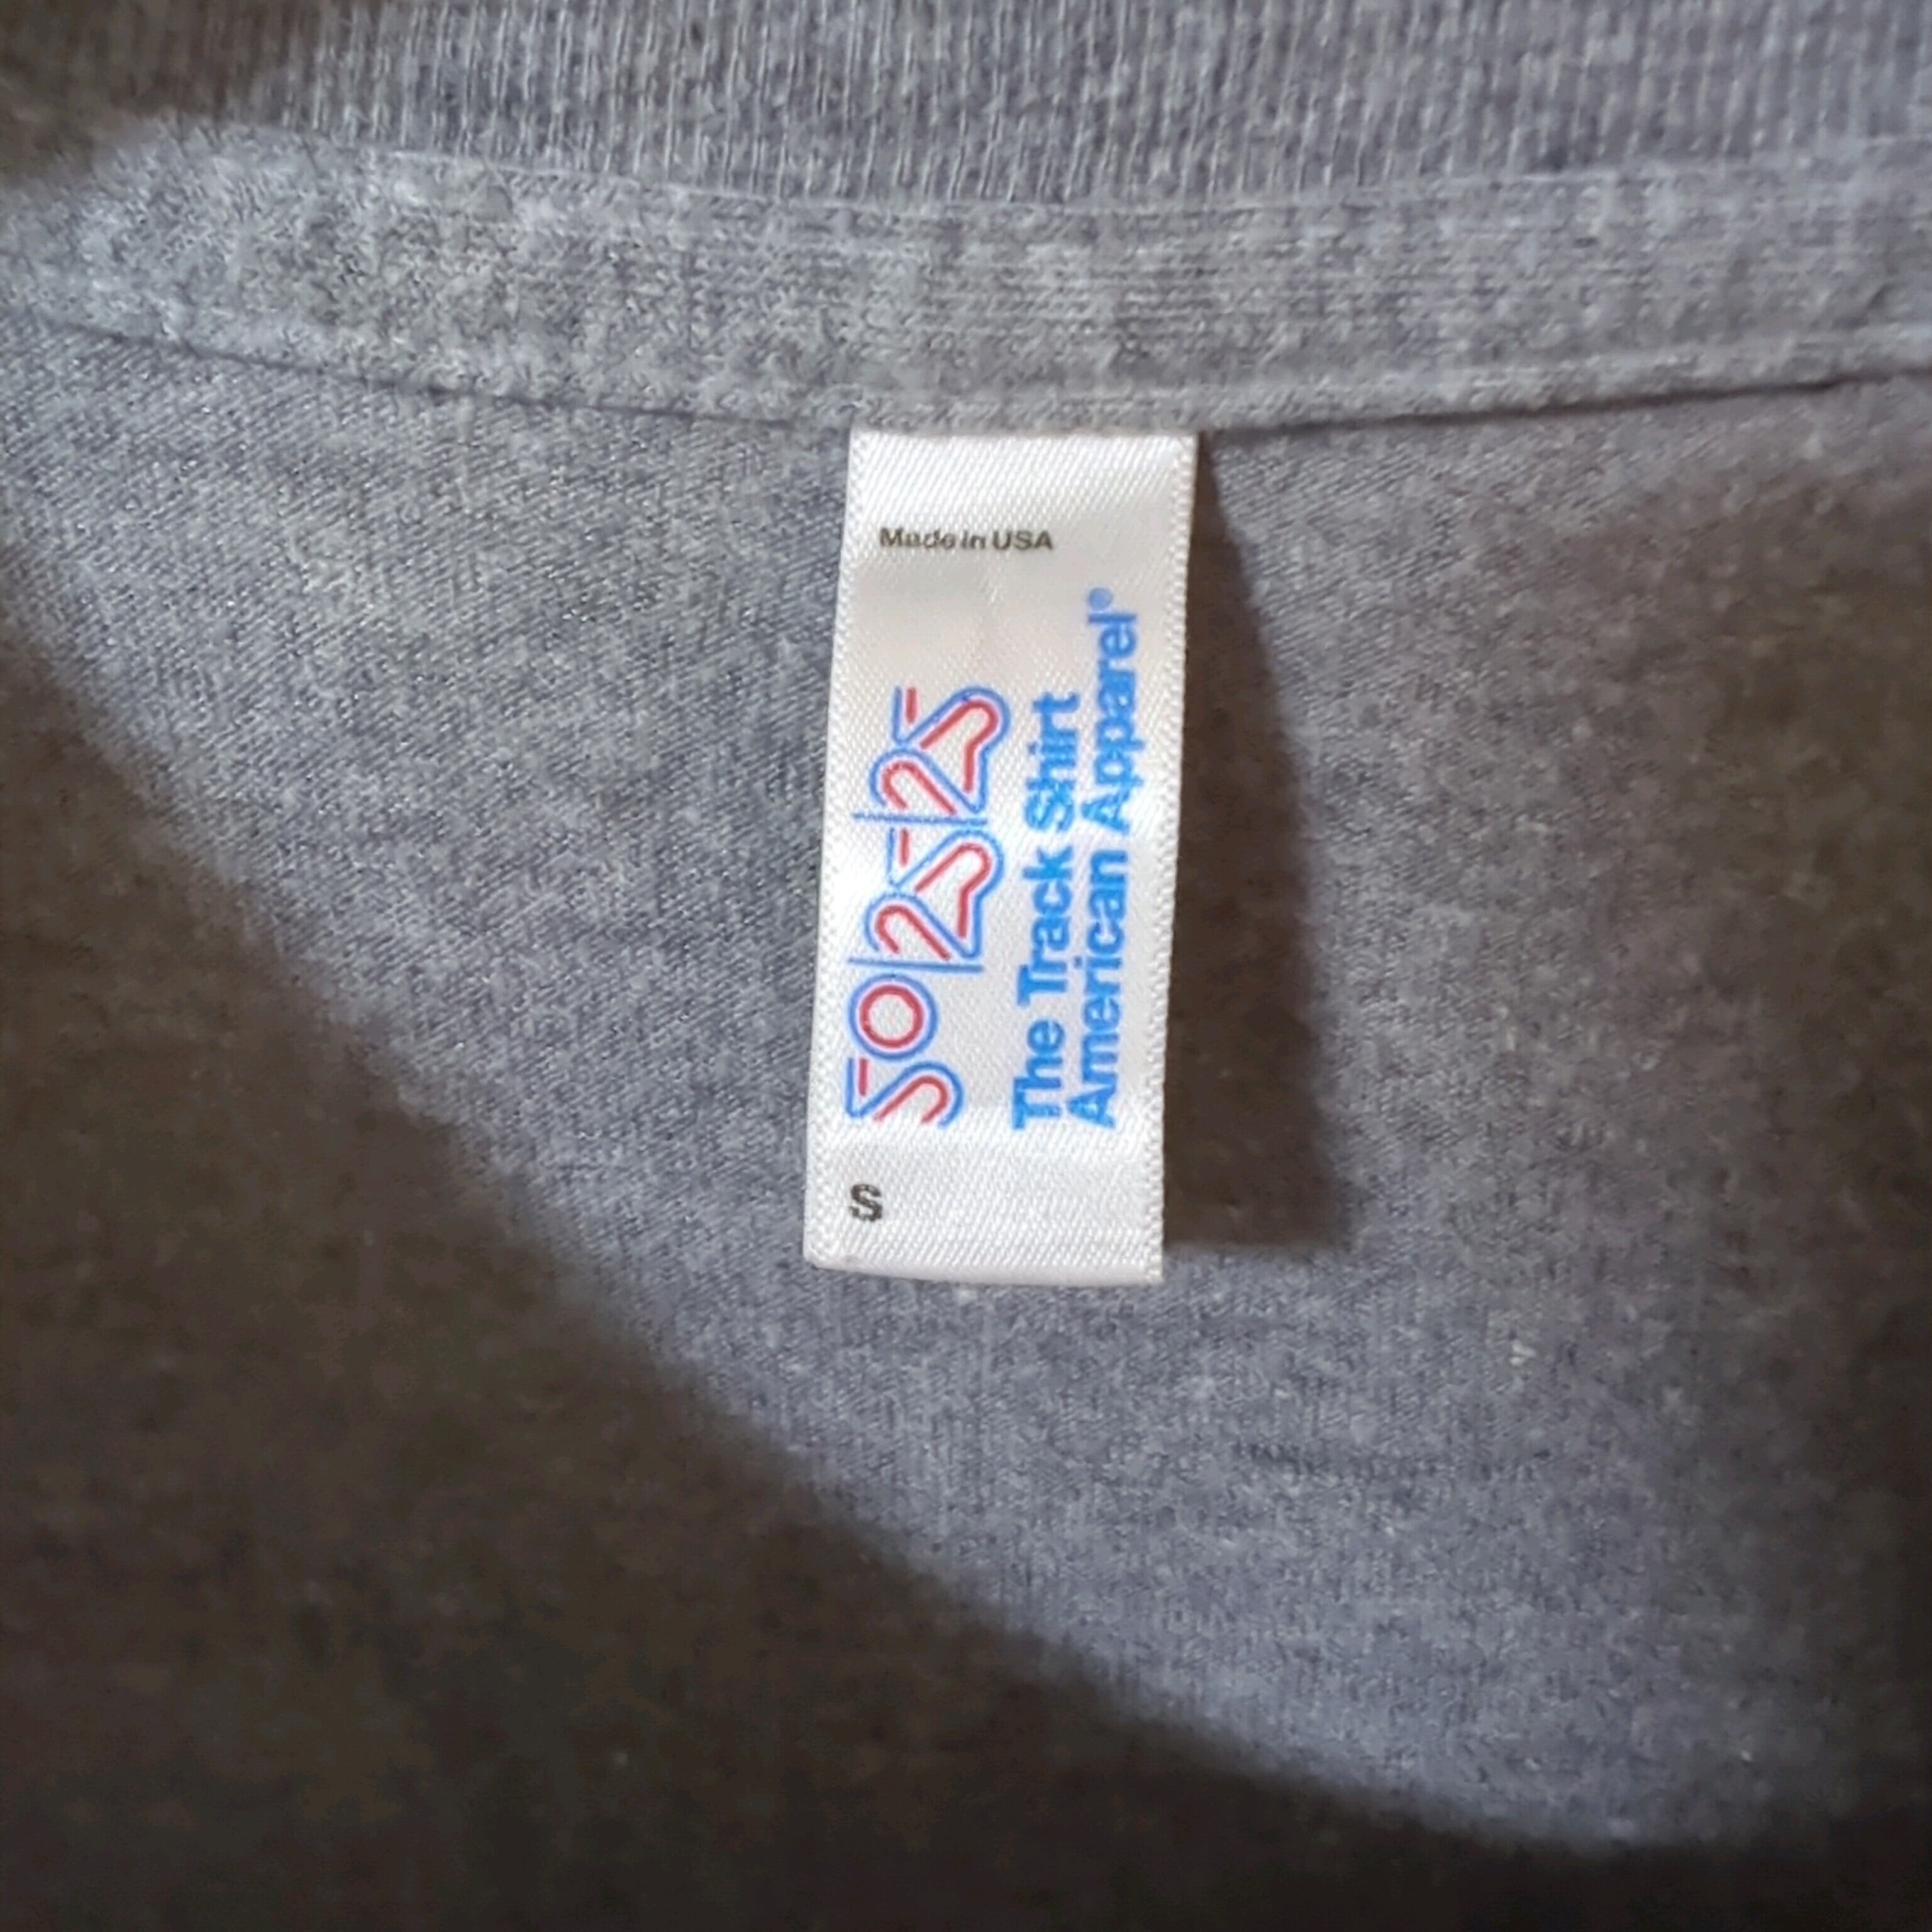 Made in USA
50 25 25
The Track Shirt
American Apparel®
S